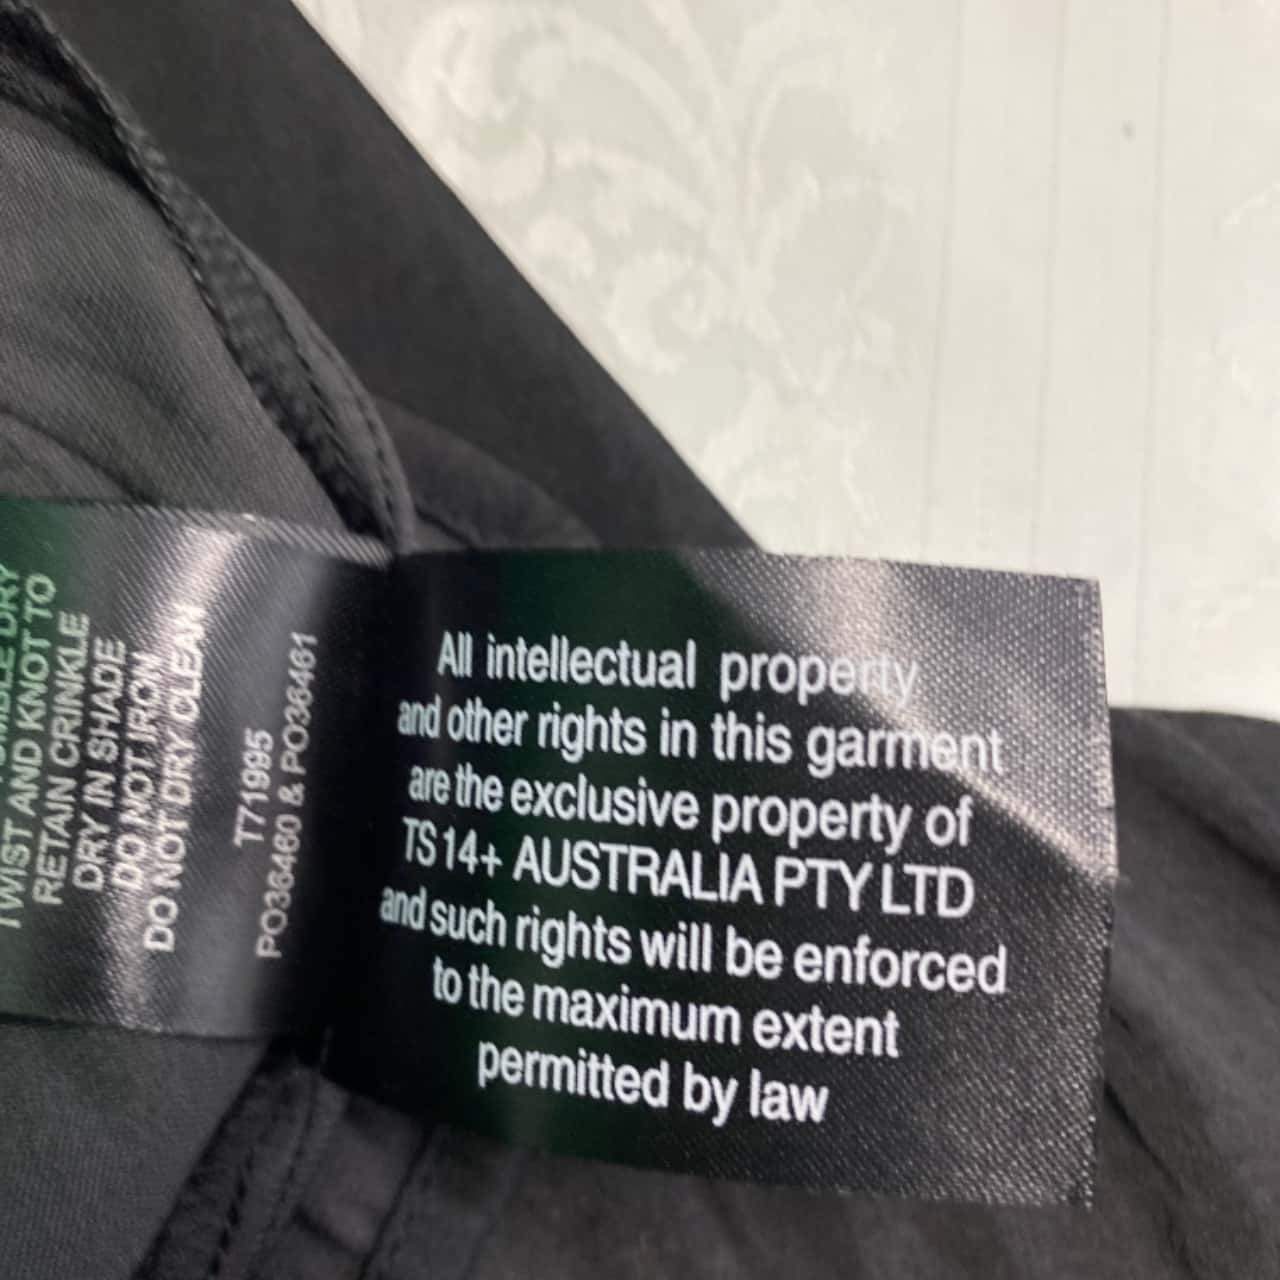 TWIST AND KNOT TO
RETAIN CRINKLE
DRY IN SHADE
DO NOT IRON
DO NOT DRY CLEAN
T71995
PO36460 & PO36461
All intellectual property
and other rights in this garment
are the exclusive property of
TS 14+ AUSTRALIA PTY LTD
and such rights will be enforced
to the maximum extent
permitted by law